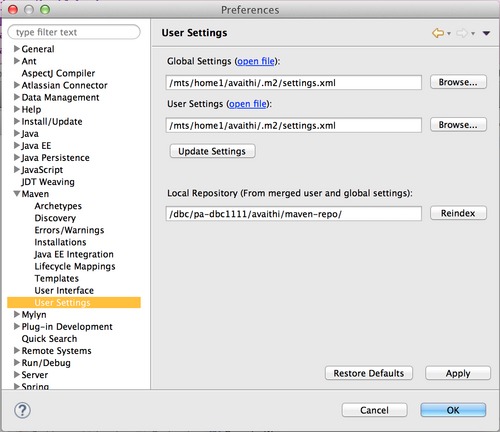 Preferences
type filter text
General
Ant
AspectJ Compiler
Atlassian Connector
Data Management
Help
Install/Update
Java
Java EE
Java Persistence
JavaScript
JDT Weaving
Maven
Archetypes
Discovery
Errors/Warnings
Installations
Java EE Integration
Lifecycle Mappings
Templates
User Interface
User Settings
Mylyn
Plug-in Development
Quick Search
Remote Systems
Run/Debug
Server
Spring
User Settings
Global Settings (open file):
/mts/home1/avaithi/.m2/settings.xml Browse...
User Settings (open file):
/mts/home1/avaithi/.m2/settings.xml Browse...
Update Settings
Local Repository (From merged user and global settings):
/dbc/pa-dbc1111/avaithi/maven-repo/ Reindex
Restore Defaults Apply
? Cancel OK